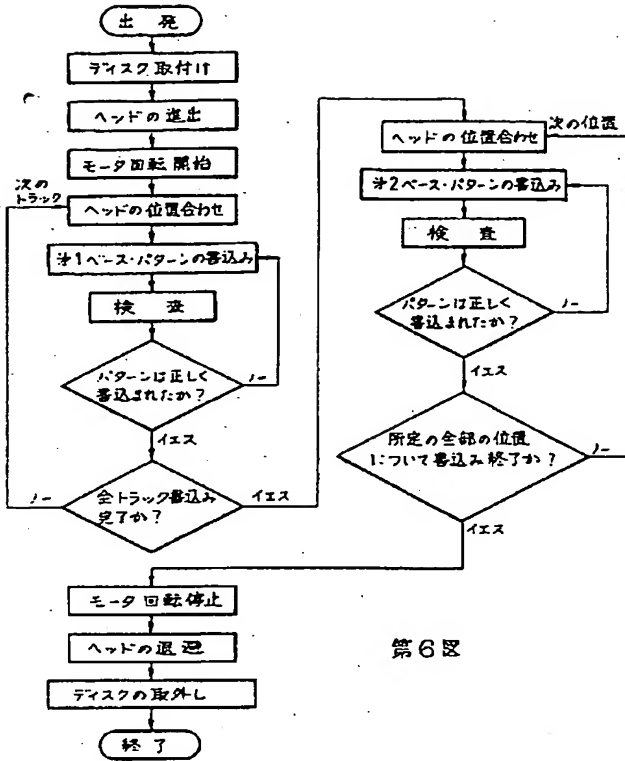 出発
ディスク取付け
ヘッドの進出
モータ回転開始
次の
トラック
ヘッドの位置合わせ
オ1ベース・パターンの書込み
検査
パターンは正しく
書込まれたか?
ノー
イエス
全トラック書込み
完了か?
ノー
イエス
ヘッドの位置合わせ
次の位置
オ2ベース・パターンの書込み
検査
パターンは正しく
書込まれたか?
ノー
イエス
所定の全部の位置
について書込み終了か?
ノー
イエス
モータ回転停止
ヘッドの退避
ディスクの取外し
終了
第6図